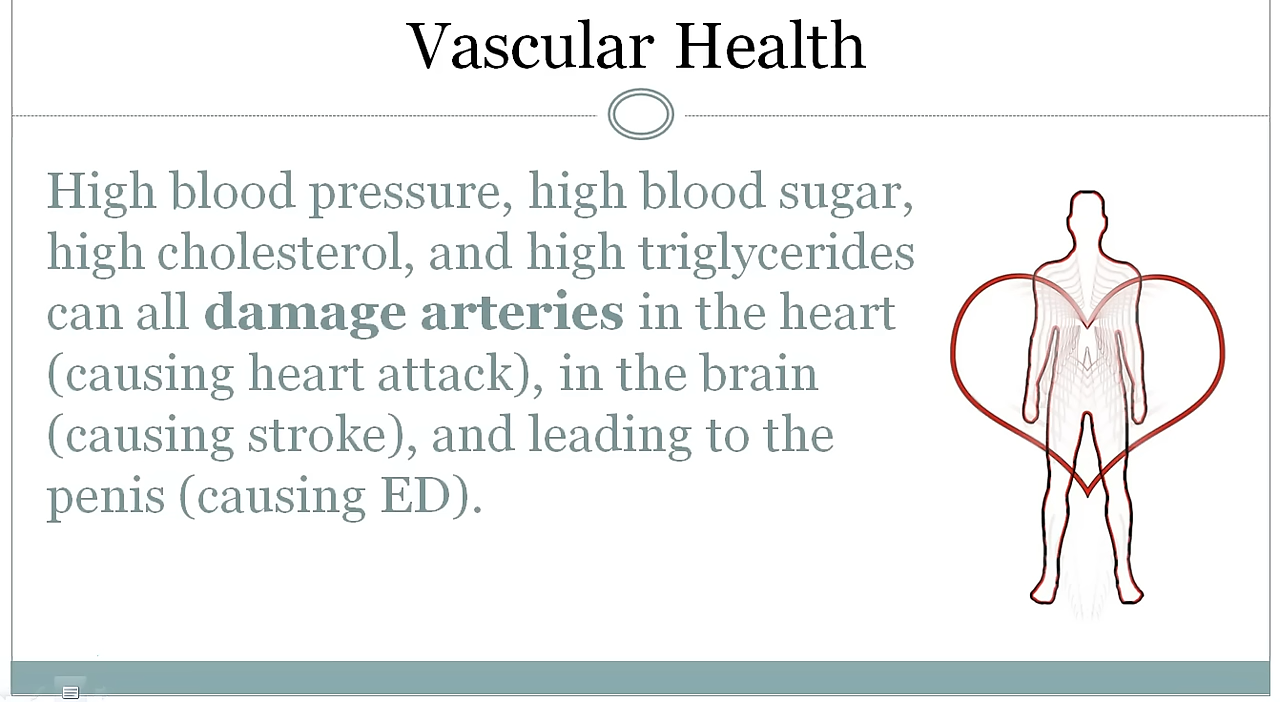 Vascular Health
High blood pressure, high blood sugar,
high cholesterol, and high triglycerides
can all damage arteries in the heart
(causing heart attack), in the brain
(causing stroke), and leading to the
penis (causing ED).